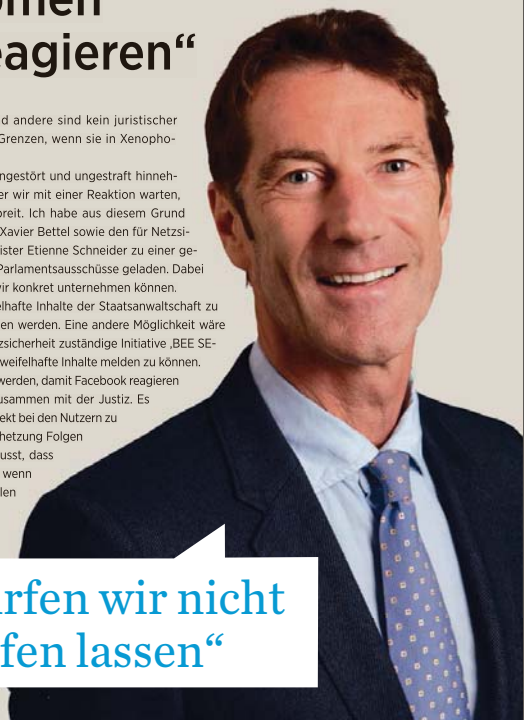 eagieren“
d andere sind kein juristischer
Grenzen, wenn sie in Xenopho-
ngestört und ungestraft hinneh-
er wir mit einer Reaktion warten,
breit. Ich habe aus diesem Grund
Xavier Bettel sowie den für Netzsi-
ister Etienne Schneider zu einer ge-
Parlamentsausschüsse geladen. Dabei
wir konkret unternehmen können.
elhafte Inhalte der Staatsanwaltschaft zu
en werden. Eine andere Möglichkeit wäre
zsicherheit zuständige Initiative ‚BEE SE-
weifelhafte Inhalte melden zu können.
werden, damit Facebook reagieren
usammen mit der Justiz. Es
ekt bei den Nutzern zu
hetzung Folgen
usst, dass
wenn
len
rfen wir nicht
fen lassen“